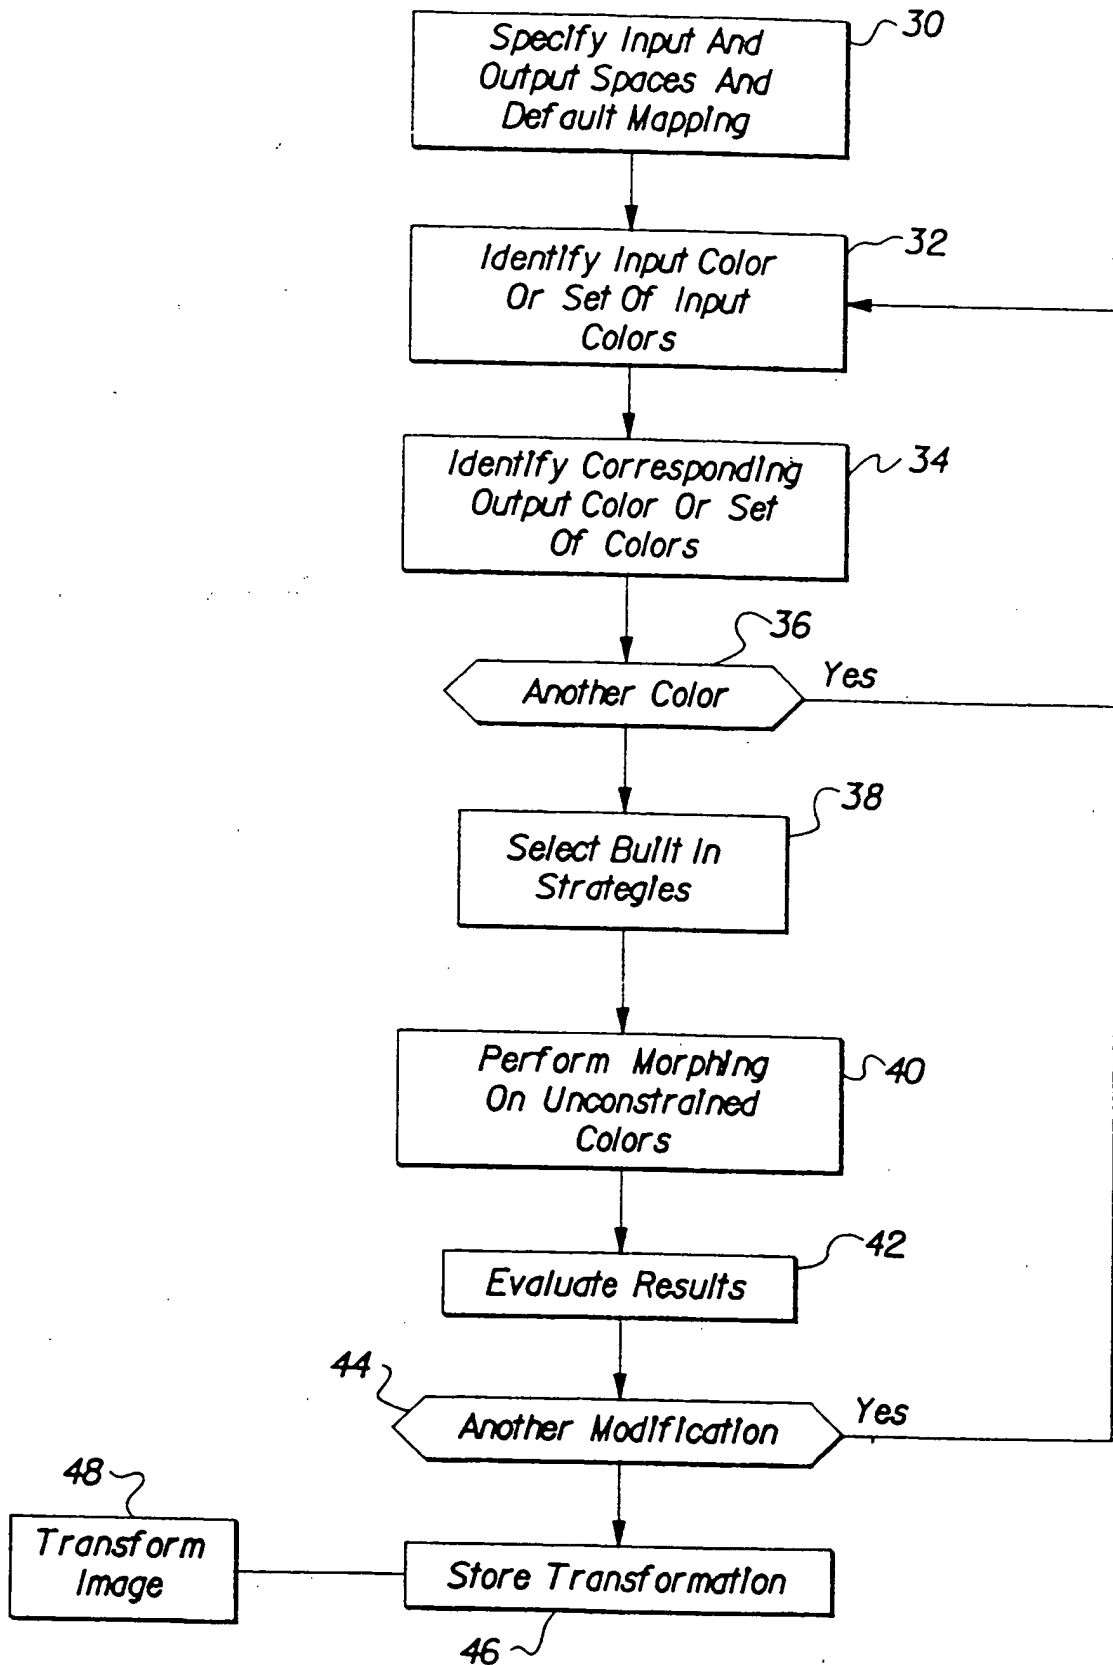 Specify Input And
Output Spaces And
Default Mapping
30
Identify Input Color
Or Set Of Input
Colors
32
Identify Corresponding
Output Color Or Set
Of Colors
34
36
Another Color
Yes
38
Select Built In
Strategies
Perform Morphing
On Unconstrained
Colors
40
42
Evaluate Results
44
Another Modification
Yes
48
Transform
Image
Store Transformation
46